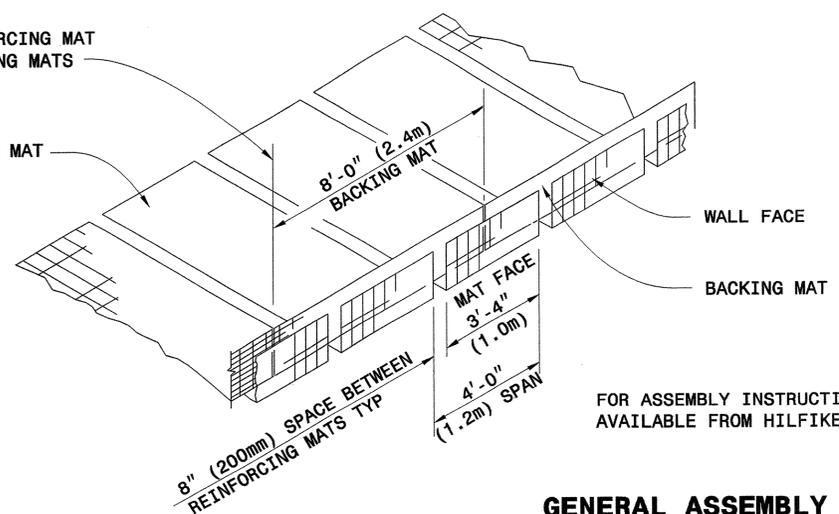 RCING MAT
NG MATS
MAT
8'-0" (2.4m)
BACKING MAT
WALL FACE
BACKING MAT
MAT FACE
3'-4"
(1.0m)
4'-0"
(1.2m) SPAN
8" (200mm) SPACE BETWEEN
REINFORCING MATS TYP
FOR ASSEMBLY INSTRUCTI
AVAILABLE FROM HILFIKE
GENERAL ASSEMBLY